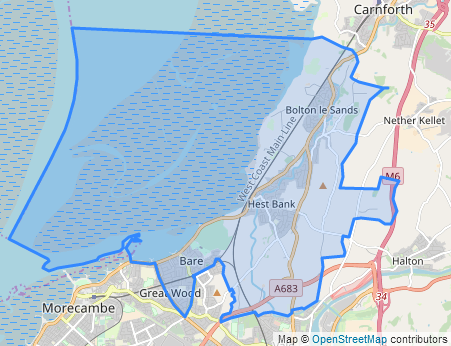 Carnforth
35
Bolton le Sands
Nether Kellet
West Coast Main Line
M6
Hest Bank
Bare
Halton
A683
Great Wood
34
Morecambe
Map © OpenStreetMap contributors